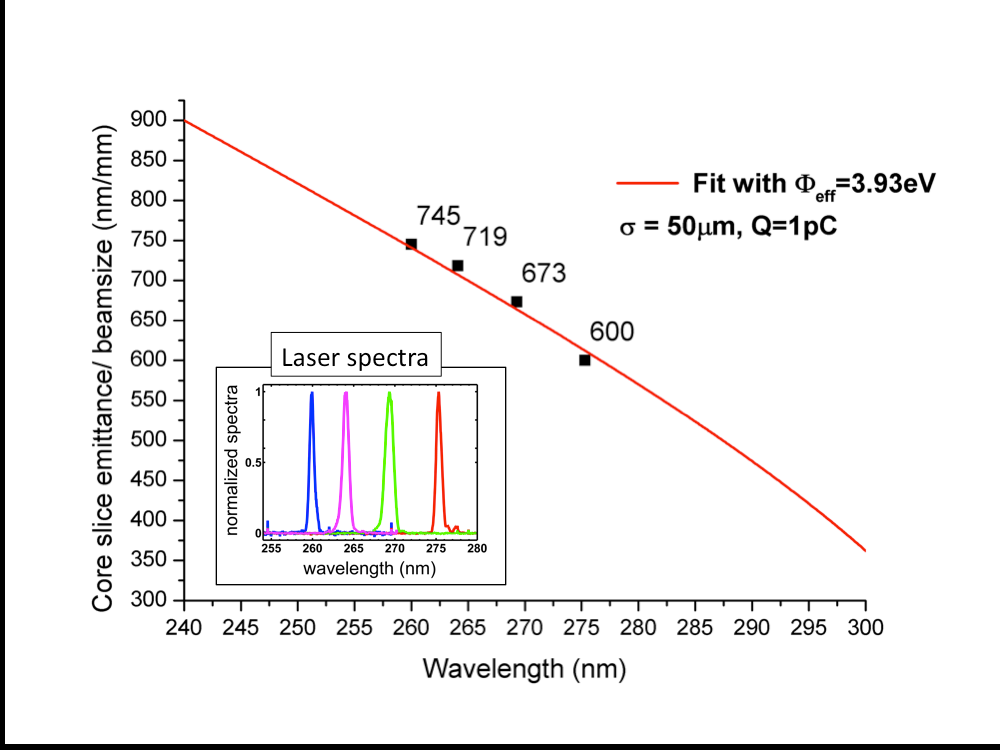 Core slice emittance/ beamsize (nm/mm)
900
850
800
750
700
650
600
550
500
450
400
350
300
745
719
673
600
Fit with Φeff=3.93eV
σ = 50μm, Q=1pC
Laser spectra
normalized spectra
1
0.5
0
255 260 265 270 275 280
wavelength (nm)
240 245 250 255 260 265 270 275 280 285 290 295 300
Wavelength (nm)